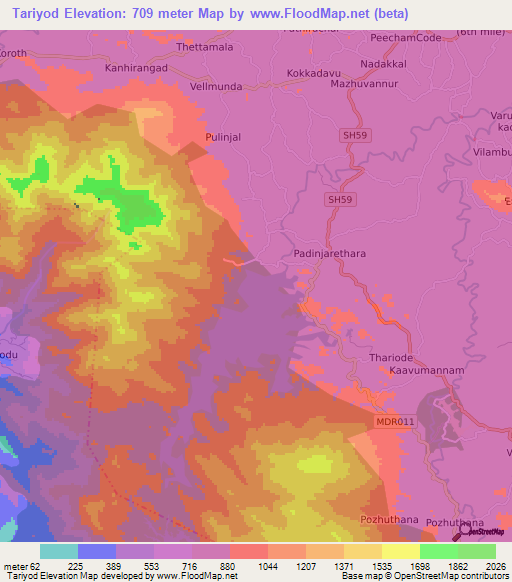 Tariyod Elevation: 709 meter Map by www.FloodMap.net (beta)
PeechamCode
(6th mile)
Thettamala
Koroth
Kanhirangad
Nadakkal
Kokkadavu
Vellmunda
Mazhuvannur
Varu
ka
SH59
Pulinjal
Vilambu
SH59
E
Padinjarethara
odu
Thariode
Kaavumannam
MDR011
V
Pozhuthana
Pozhuthana
OpenStreetMap
meter 62 225 389 553 716 880 1044 1207 1371 1535 1698 1862 2026
Tariyod Elevation Map developed by www.FloodMap.net
Base map © OpenStreetMap contributors